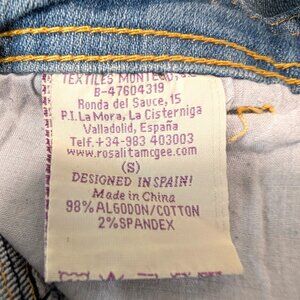 TEXTILES MONTE
B-47604319
Ronda del Sauce, 15
P.I.La Mora, La Cisterniga
Valladolid, España
Telf.+34-983 403003
www.rosalitamcgee.com
(S)
DESIGNED IN SPAIN!
Made in China
98%ALGODON/COTTON
2%SPANDEX